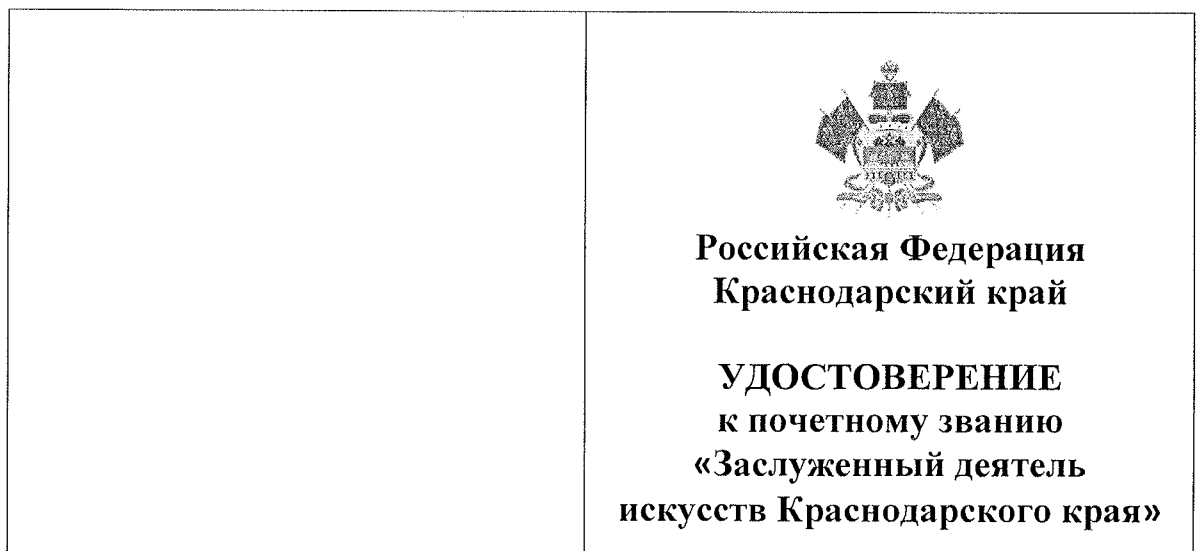 Российская Федерация
Краснодарский край
УДОСТОВЕРЕНИЕ
к почетному званию
«Заслуженный деятель
искусств Краснодарского края»